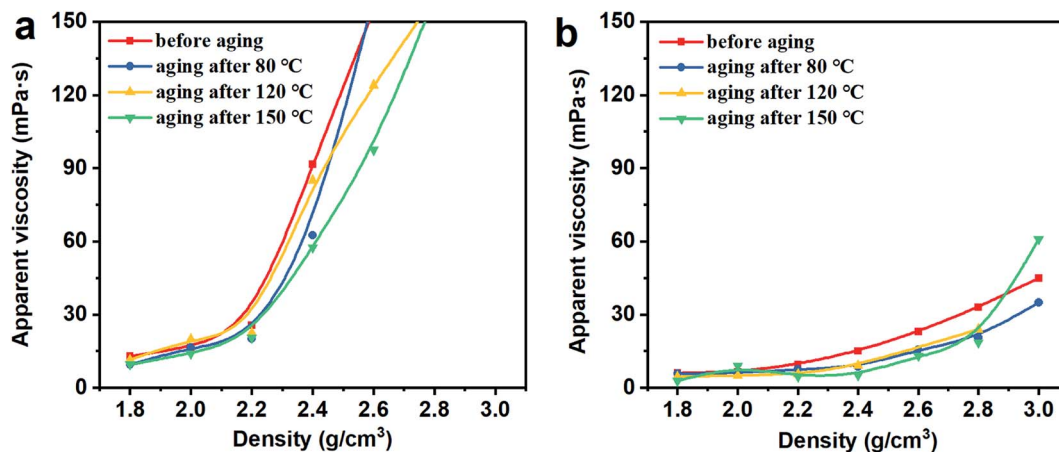 a
before aging
aging after 80 °C
aging after 120 °C
aging after 150 °C
Apparent viscosity (mPa·s)
150
120
90
60
30
0
1.8 2.0 2.2 2.4 2.6 2.8 3.0
Density (g/cm³)
b
before aging
aging after 80 °C
aging after 120 °C
aging after 150 °C
Apparent viscosity (mPa·s)
150
120
90
60
30
0
1.8 2.0 2.2 2.4 2.6 2.8 3.0
Density (g/cm³)